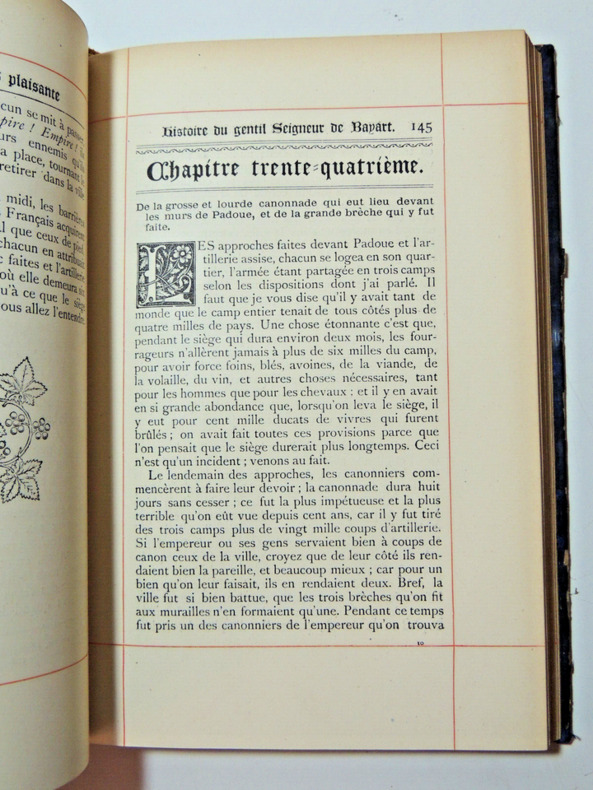 plaisante
cun se mit à
pire ! Empire !
urs ennemis
a place, tournant
retirer dans la ville
midi, les
Français
l que ceux de
chacun en
faites et
où elle demeura
u'à ce que le siège
ous allez l'entendre.
Histoire du gentil Seigneur de Bayart. 145
Chapitre trente-quatrième.
De la grosse et lourde canonnade qui eut lieu devant
les murs de Padoue, et de la grande brèche qui y fut
faite.
LES approches faites devant Padoue et l'ar-
tillerie assise, chacun se logea en son quar-
tier, l'armée étant partagée en trois camps
selon les dispositions dont j'ai parlé. Il
faut que je vous dise qu'il y avait tant de
monde que le camp entier tenait de tous côtés plus de
quatre milles de pays. Une chose étonnante c'est que,
pendant le siège qui dura environ deux mois, les four-
rageurs n'allèrent jamais à plus de six milles du camp,
pour avoir force foins, blés, avoines, de la viande, de
la volaille, du vin, et autres choses nécessaires, tant
pour les hommes que pour les chevaux : et il y en avait
en si grande abondance que, lorsqu'on leva le siège, il
y eut pour cent mille ducats de vivres qui furent
brûlés ; on avait fait toutes ces provisions parce que
l'on pensait que le siège durerait plus longtemps. Ceci
n'est qu'un incident ; venons au fait.
Le lendemain des approches, les canonniers com-
mencèrent à faire leur devoir ; la canonnade dura huit
jours sans cesser ; ce fut la plus impétueuse et la plus
terrible qu'on eût vue depuis cent ans, car il y fut tiré
des trois camps plus de vingt mille coups d'artillerie.
Si l'empereur ou ses gens servaient bien à coups de
canon ceux de la ville, croyez que de leur côté ils ren-
daient bien la pareille, et beaucoup mieux ; car pour un
bien qu'on leur faisait, ils en rendaient deux. Bref, la
ville fut si bien battue, que les trois brèches qu'on fit
aux murailles n'en formaient qu'une. Pendant ce temps
fut pris un des canonniers de l'empereur qu'on trouva
10